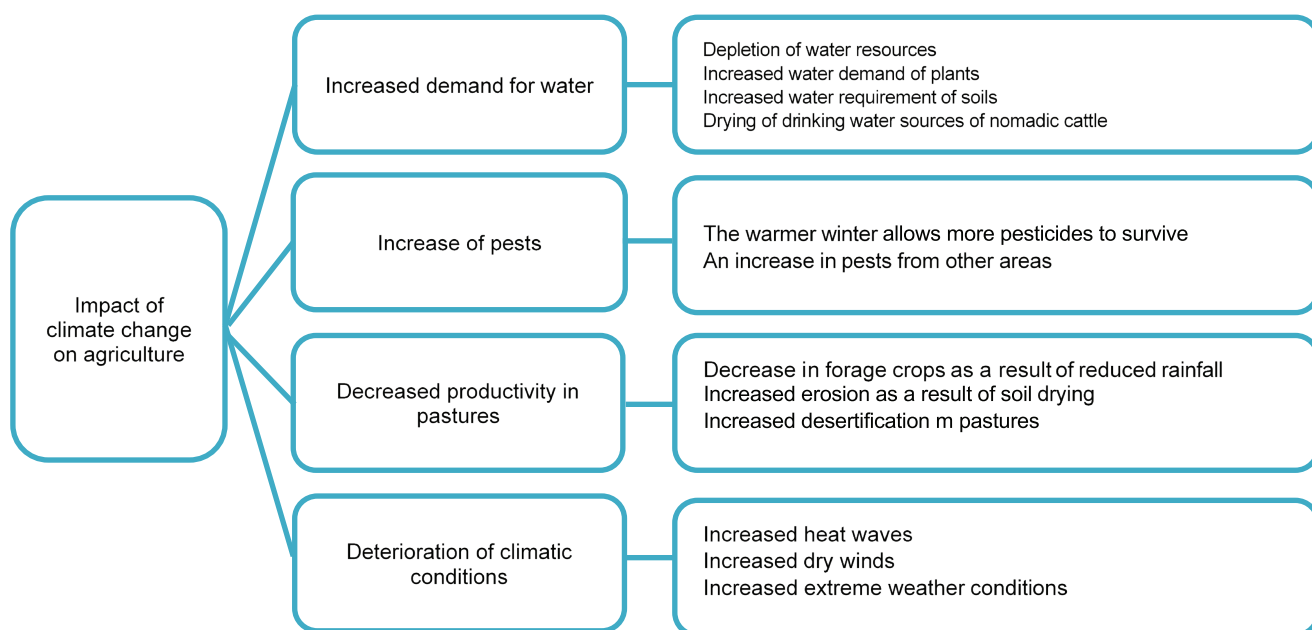 Impact of
climate change
on agriculture
Increased demand for water
Depletion of water resources
Increased water demand of plants
Increased water requirement of soils
Drying of drinking water sources of nomadic cattle
Increase of pests
The warmer winter allows more pesticides to survive
An increase in pests from other areas
Decreased productivity in
pastures
Decrease in forage crops as a result of reduced rainfall
Increased erosion as a result of soil drying
Increased desertification m pastures
Deterioration of climatic
conditions
Increased heat waves
Increased dry winds
Increased extreme weather conditions